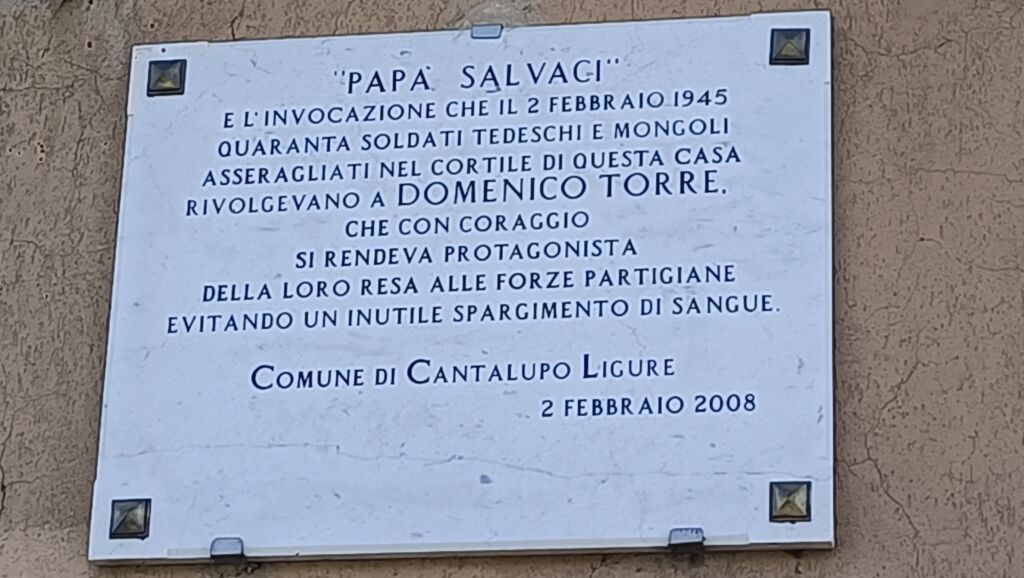 "PAPÀ SALVACI"
E L'INVOCAZIONE CHE IL 2 FEBBRAIO 1945
QUARANTA SOLDATI TEDESCHI E MONGOLI
ASSERAGLIATI NEL CORTILE DI QUESTA CASA
RIVOLGEVANO A DOMENICO TORRE,
CHE CON CORAGGIO
SI RENDEVA PROTAGONISTA
DELLA LORO RESA ALLE FORZE PARTIGIANE
EVITANDO UN INUTILE SPARGIMENTO DI SANGUE.
COMUNE DI CANTALUPO LIGURE
2 FEBBRAIO 2008